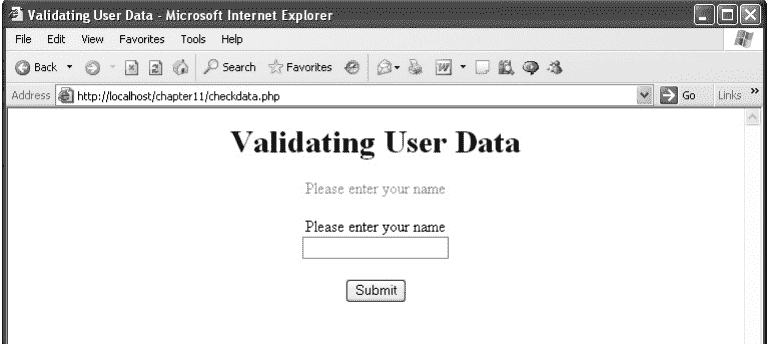 Validating User Data - Microsoft Internet Explorer
File Edit View Favorites Tools Help
Back Search Favorites
Address http://localhost/chapter11/checkdata.php Go Links »
Validating User Data
Please enter your name
Please enter your name
Submit